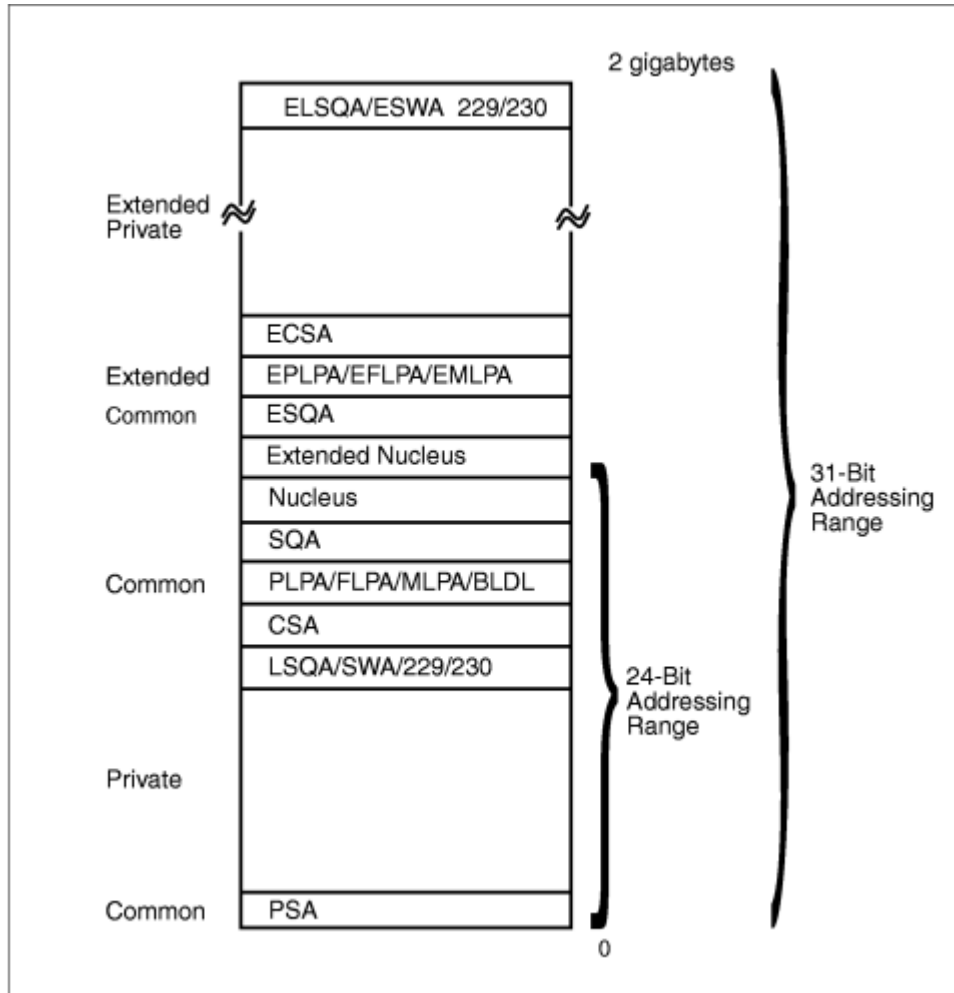 2 gigabytes
ELSQA/ESWA 229/230
Extended
Private
ECSA
Extended
EPLPA/EFLPA/EMLPA
Common
ESQA
Extended Nucleus
Nucleus
31-Bit
Addressing
Range
SQA
Common
PLPA/FLPA/MLPA/BLDL
CSA
LSQA/SWA/229/230
24-Bit
Addressing
Range
Private
Common
PSA
0